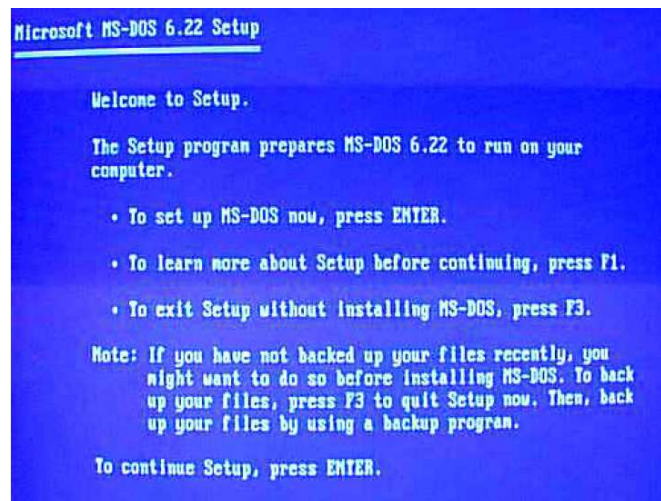 Microsoft MS-DOS 6.22 Setup
Welcome to Setup.
The Setup program prepares MS-DOS 6.22 to run on your
computer.
• To set up MS-DOS now, press ENTER.
• To learn more about Setup before continuing, press F1.
• To exit Setup without installing MS-DOS, press F3.
Note: If you have not backed up your files recently, you
might want to do so before installing MS-DOS. To back
up your files, press F3 to quit Setup now. Then, back
up your files by using a backup program.
To continue Setup, press ENTER.